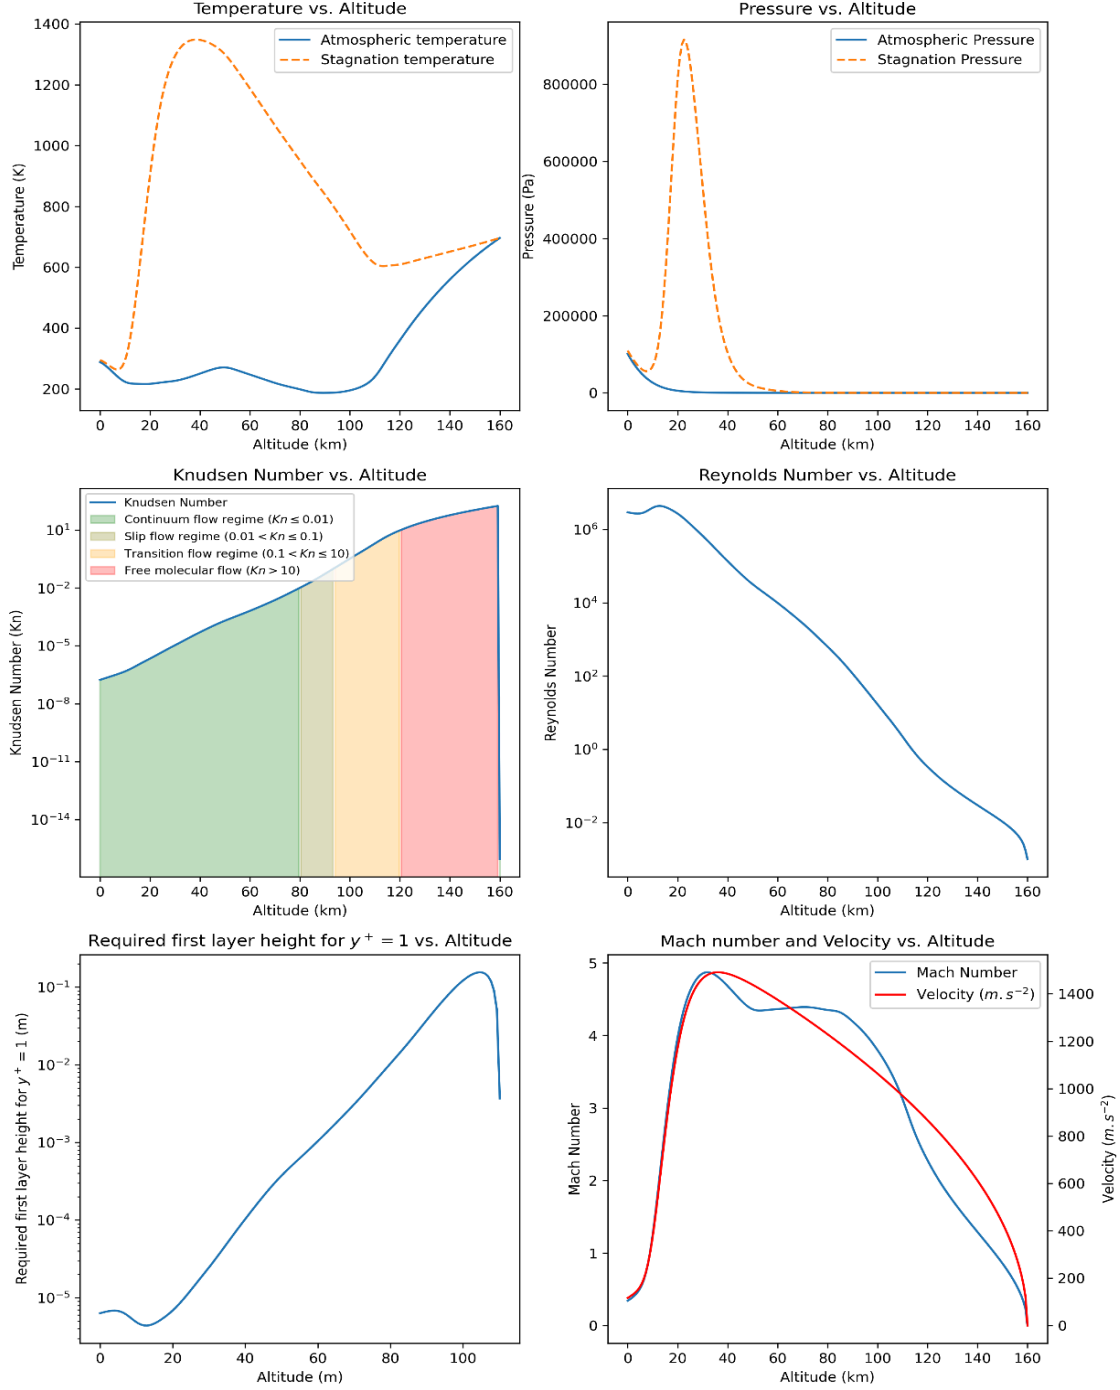 Temperature vs. Altitude
Atmospheric temperature
Stagnation temperature
Temperature (K)
1400
1200
1000
800
600
400
200
0 20 40 60 80 100 120 140 160
Altitude (km)
Pressure vs. Altitude
Atmospheric Pressure
Stagnation Pressure
Pressure (Pa)
800000
600000
400000
200000
0
0 20 40 60 80 100 120 140 160
Altitude (km)
Knudsen Number vs. Altitude
Knudsen Number
Continuum flow regime (Kn ≤ 0.01)
Slip flow regime (0.01 < Kn ≤ 0.1)
Transition flow regime (0.1 < Kn ≤ 10)
Free molecular flow (Kn > 10)
Knudsen Number (Kn)
10^1
10^−2
10^−5
10^−8
10^−11
10^−14
0 20 40 60 80 100 120 140 160
Altitude (km)
Reynolds Number vs. Altitude
Reynolds Number
10^6
10^4
10^2
10^0
10^−2
0 20 40 60 80 100 120 140 160
Altitude (km)
Required first layer height for y^+ = 1 vs. Altitude
Required first layer height for y^+ = 1 (m)
10^−1
10^−2
10^−3
10^−4
10^−5
0 20 40 60 80 100
Altitude (m)
Mach number and Velocity vs. Altitude
Mach Number
Velocity (m.s^−2)
Mach Number
5
4
3
2
1
0
0 20 40 60 80 100 120 140 160
Altitude (km)
1400
1200
1000
800
600
400
200
0
Velocity (m.s^−2)